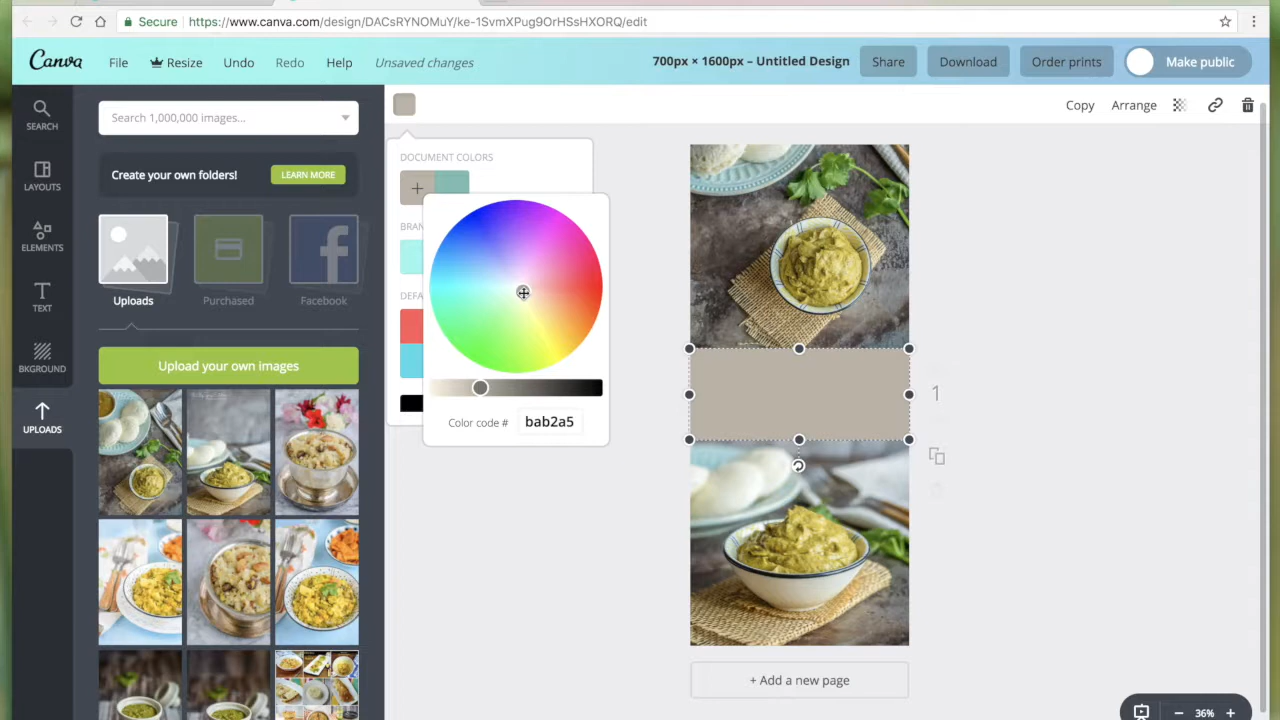 Secure
https://www.canva.com/design/DACsRYNOMuY/ke-1SvmXPug9OrHSsHXORQ/edit
Canva
File
Resize
Undo
Redo
Help
Unsaved changes
700px × 1600px – Untitled Design
Share
Download
Order prints
Make public
SEARCH
LAYOUTS
ELEMENTS
TEXT
BKGROUND
UPLOADS
Search 1,000,000 images...
Create your own folders!
LEARN MORE
Uploads
Purchased
Facebook
Upload your own images
Copy
Arrange
DOCUMENT COLORS
BRAN
DEFA
Color code #
bab2a5
1
+ Add a new page
36%